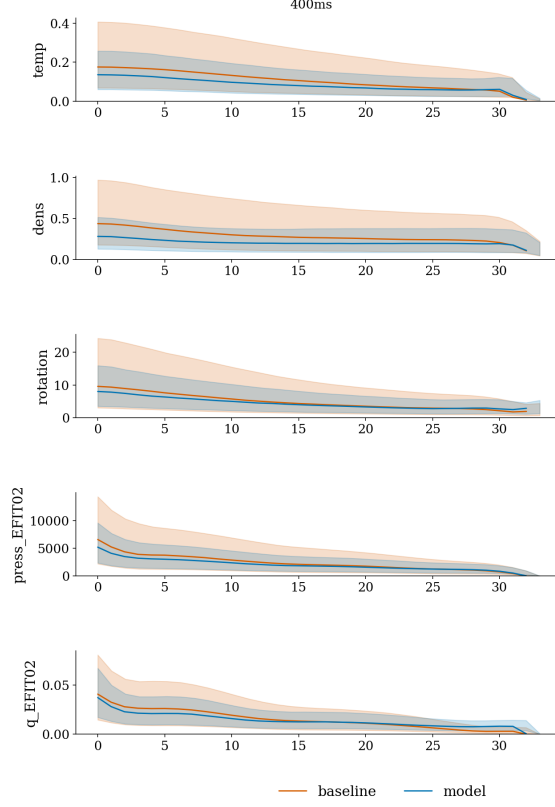 400ms
temp
0.4
0.2
0.0
0 5 10 15 20 25 30
dens
1.0
0.5
0.0
0 5 10 15 20 25 30
rotation
20
10
0
0 5 10 15 20 25 30
press_EFIT02
10000
5000
0
0 5 10 15 20 25 30
q_EFIT02
0.05
0.00
0 5 10 15 20 25 30
baseline model